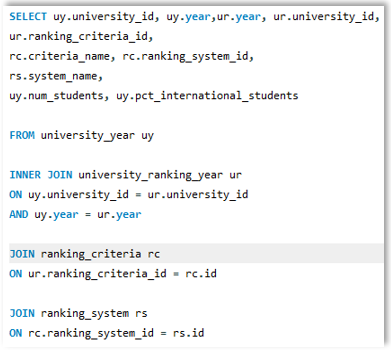 SELECT uy.university_id, uy.year,ur.year, ur.university_id,
ur.ranking_criteria_id,
rc.criteria_name, rc.ranking_system_id,
rs.system_name,
uy.num_students, uy.pct_international_students
FROM university_year uy
INNER JOIN university_ranking_year ur
ON uy.university_id = ur.university_id
AND uy.year = ur.year
JOIN ranking_criteria rc
ON ur.ranking_criteria_id = rc.id
JOIN ranking_system rs
ON rc.ranking_system_id = rs.id